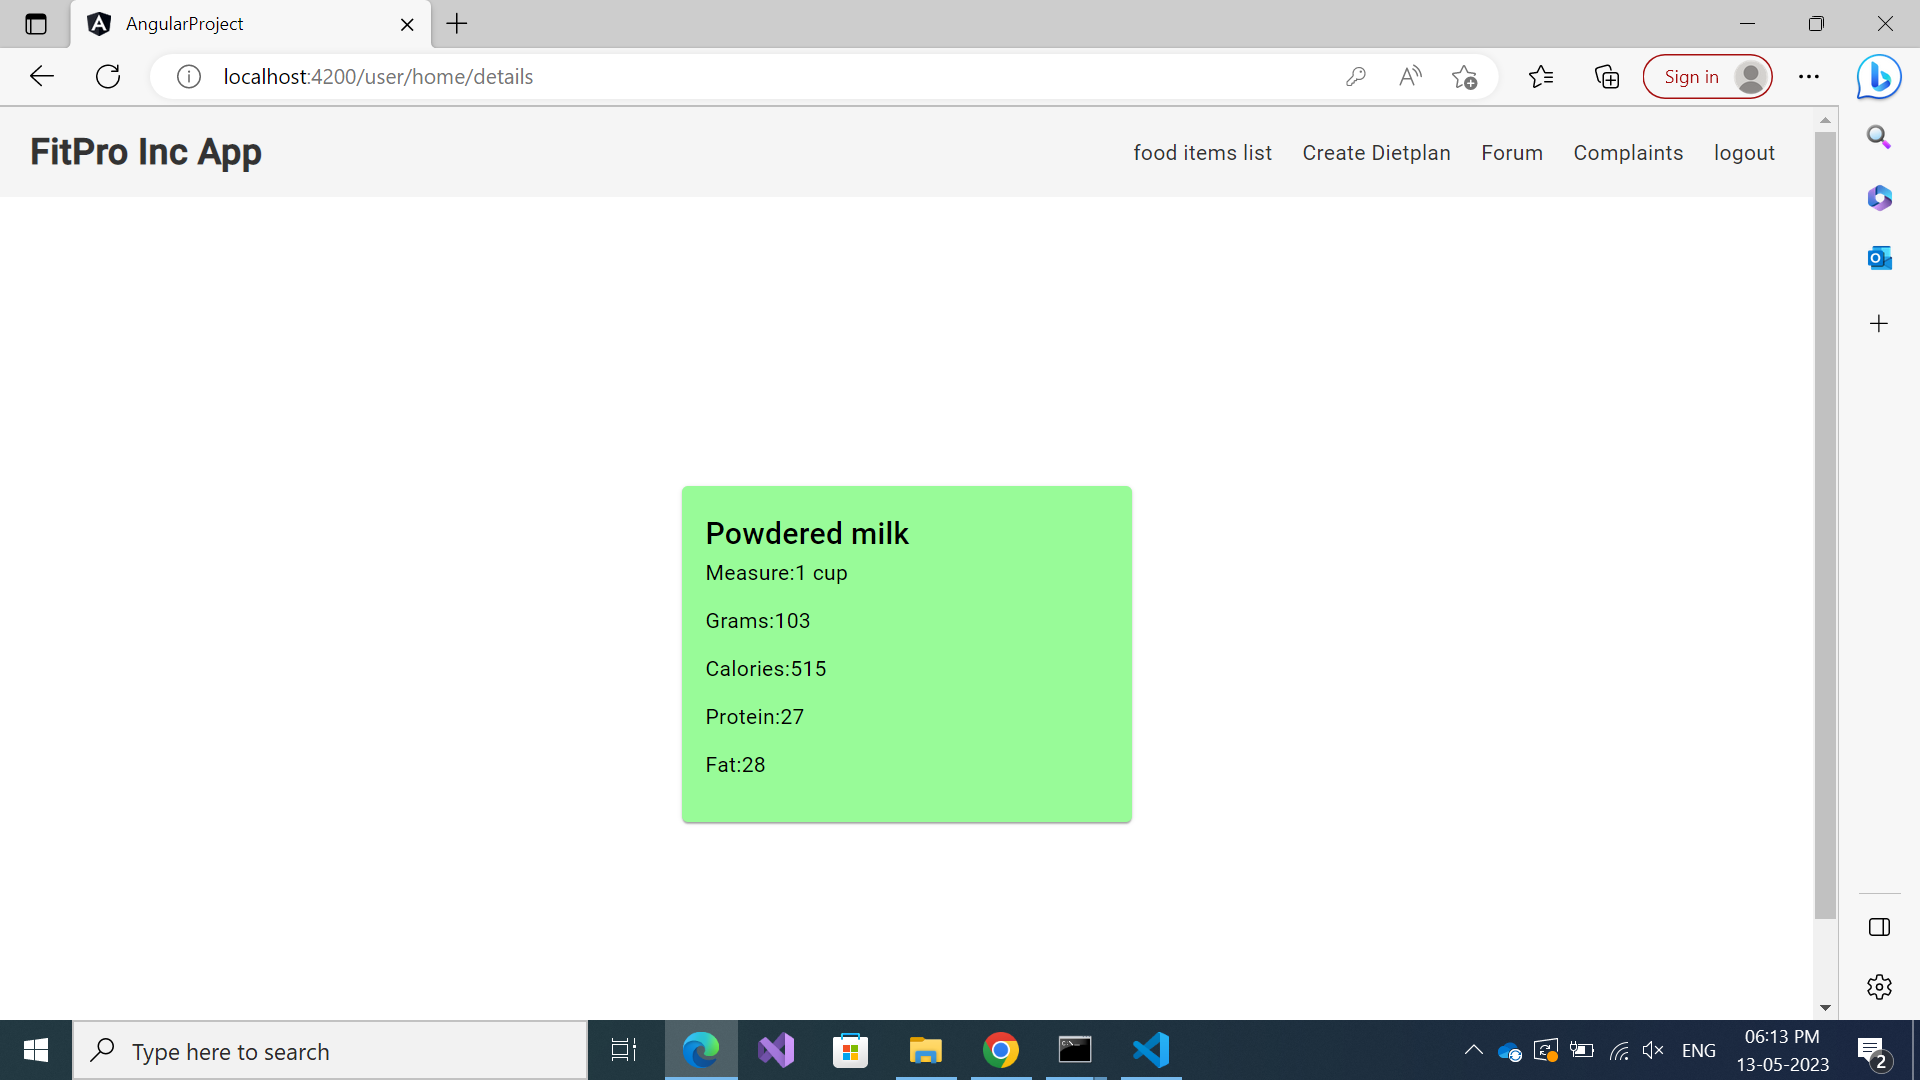 AngularProject
localhost:4200/user/home/details
Sign in
FitPro Inc App
food items list
Create Dietplan
Forum
Complaints
logout
Powdered milk
Measure:1 cup
Grams:103
Calories:515
Protein:27
Fat:28
Type here to search
ENG
06:13 PM
13-05-2023
2